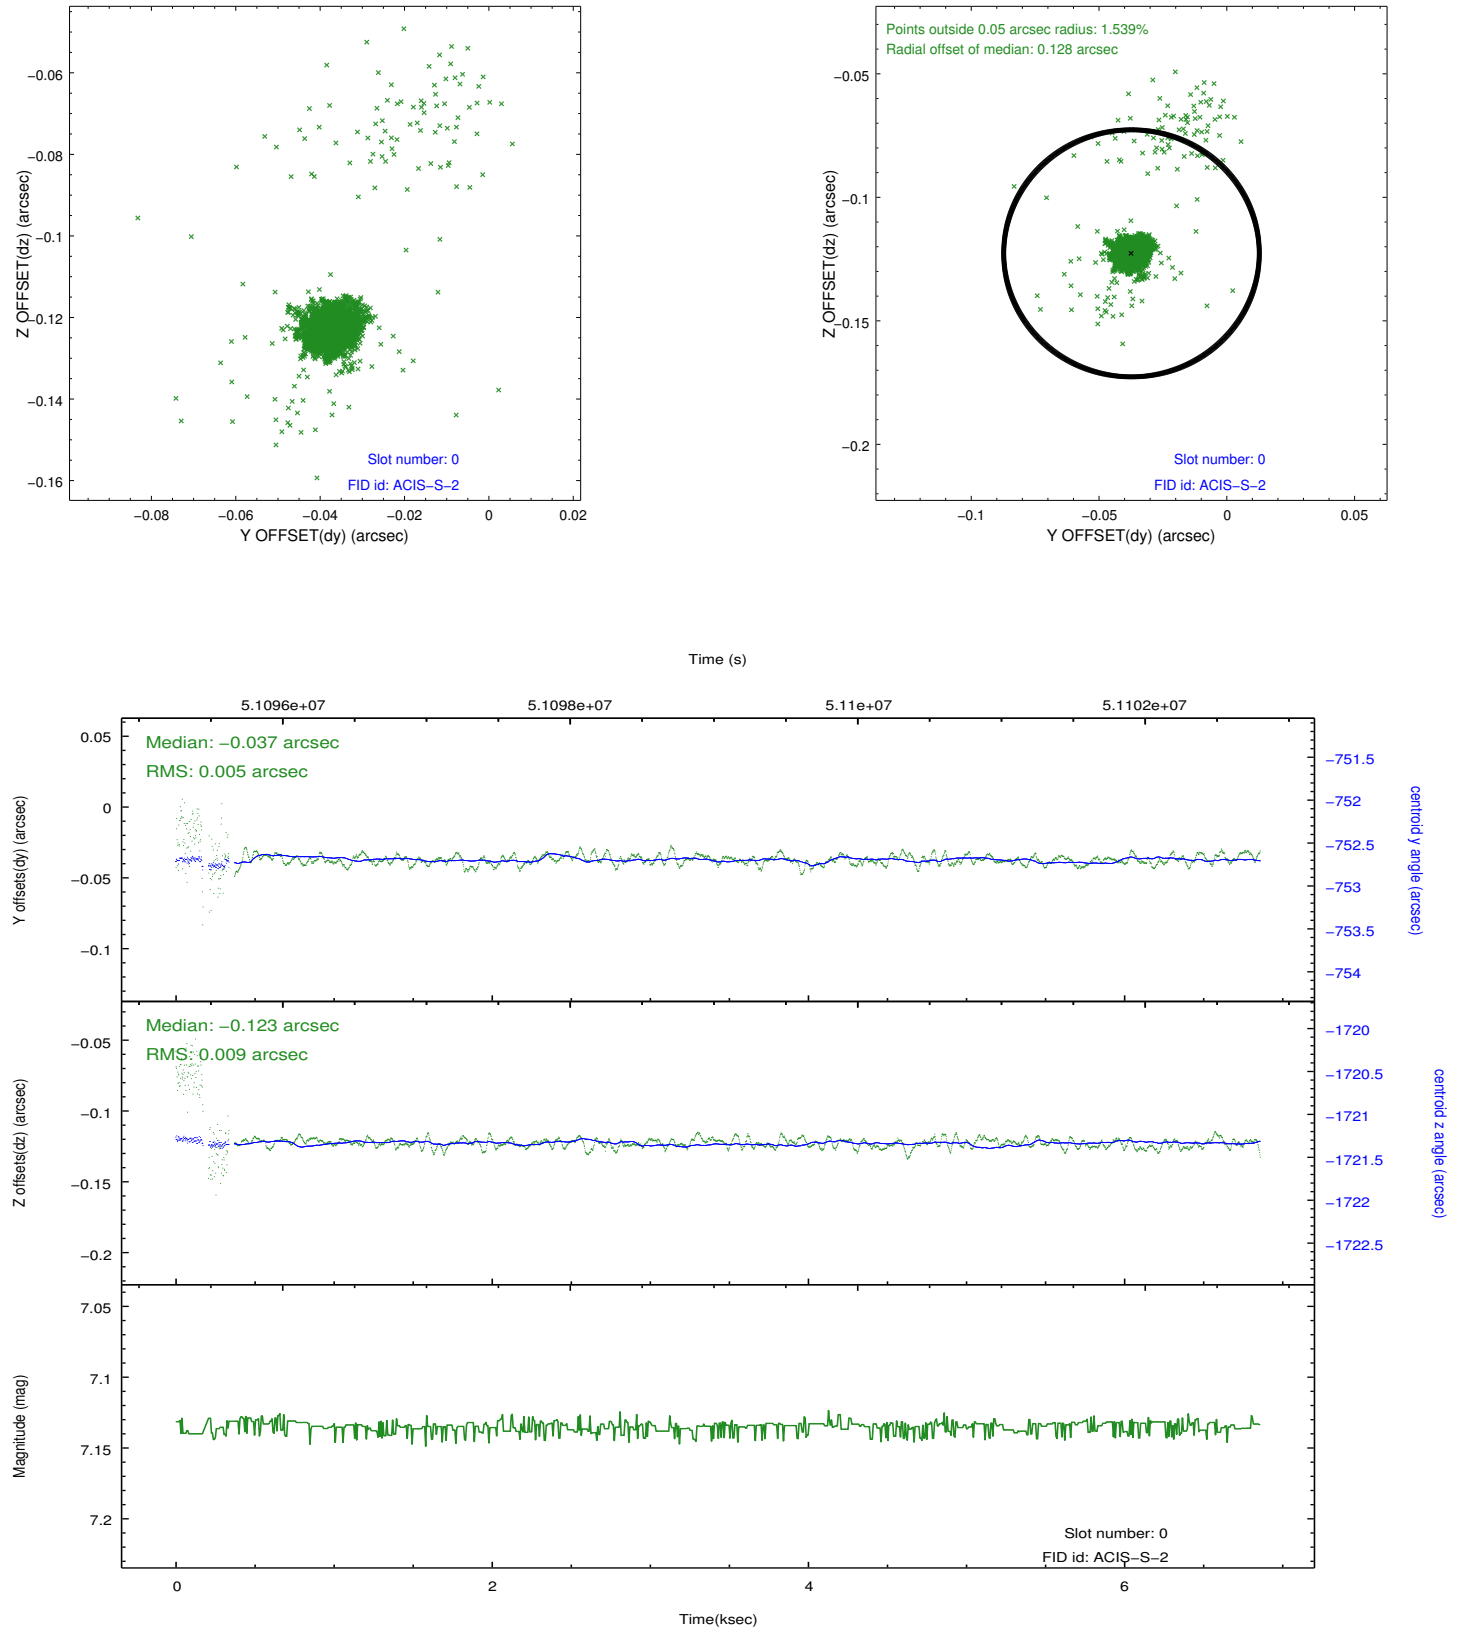 −0.06
−0.08
−0.1
−0.12
−0.14
−0.16
Z OFFSET(dz) (arcsec)
Slot number: 0
FID id: ACIS−S−2
−0.08
−0.06
−0.04
−0.02
0
0.02
Y OFFSET(dy) (arcsec)
Points outside 0.05 arcsec radius: 1.539%
Radial offset of median: 0.128 arcsec
−0.05
−0.1
−0.15
−0.2
Z OFFSET(dz) (arcsec)
Slot number: 0
FID id: ACIS−S−2
−0.1
−0.05
0
0.05
Y OFFSET(dy) (arcsec)
Time (s)
5.1096e+07
5.1098e+07
5.11e+07
5.1102e+07
Median: −0.037 arcsec
RMS: 0.005 arcsec
0.05
0
−0.05
−0.1
Y offsets(dy) (arcsec)
−751.5
−752
−752.5
−753
−753.5
−754
centroid y angle (arcsec)
Median: −0.123 arcsec
RMS: 0.009 arcsec
−0.05
−0.1
−0.15
−0.2
Z offsets(dz) (arcsec)
−1720
−1720.5
−1721
−1721.5
−1722
−1722.5
centroid z angle (arcsec)
7.05
7.1
7.15
7.2
Magnitude (mag)
Slot number: 0
FID id: ACIS−S−2
0
2
4
6
Time(ksec)